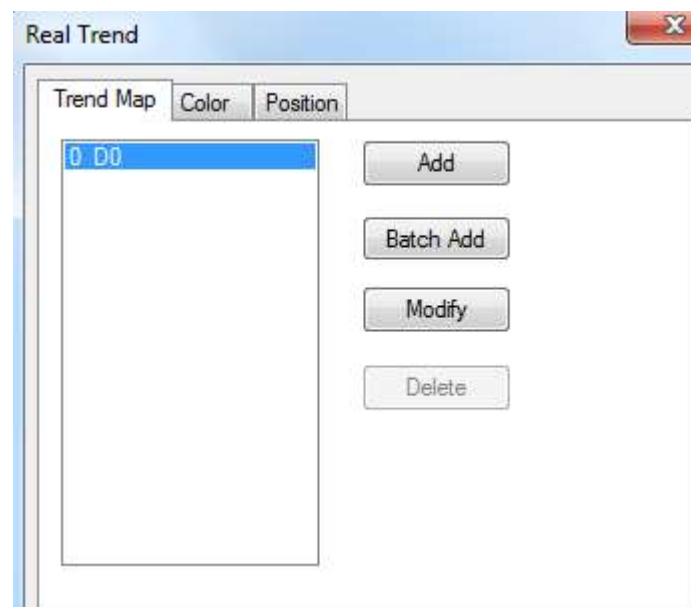 Real Trend
Trend Map Color Position
0 D0
Add
Batch Add
Modify
Delete